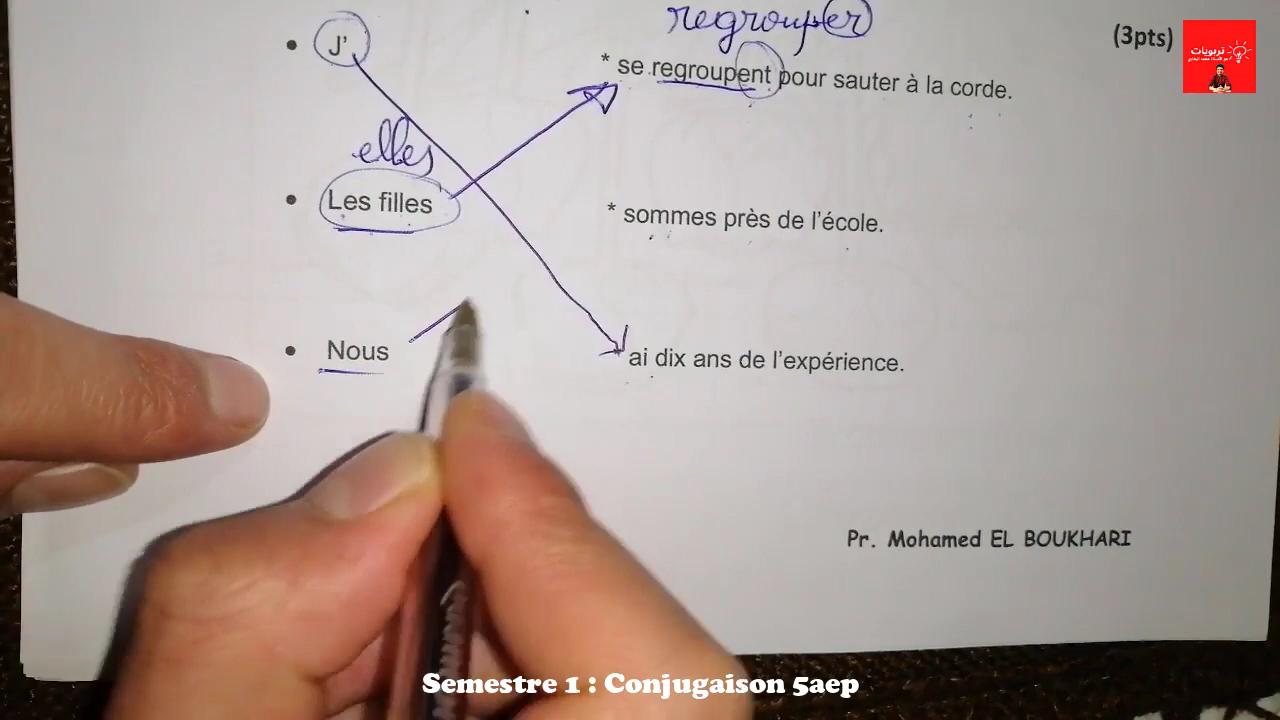 regrouper
(3pts)
تربويات
• J' * se regroupent pour sauter à la corde.
elles
• Les filles * sommes près de l'école.
• Nous ai dix ans de l'expérience.
Pr. Mohamed EL BOUKHARI
Semestre 1 : Conjugaison 5aep